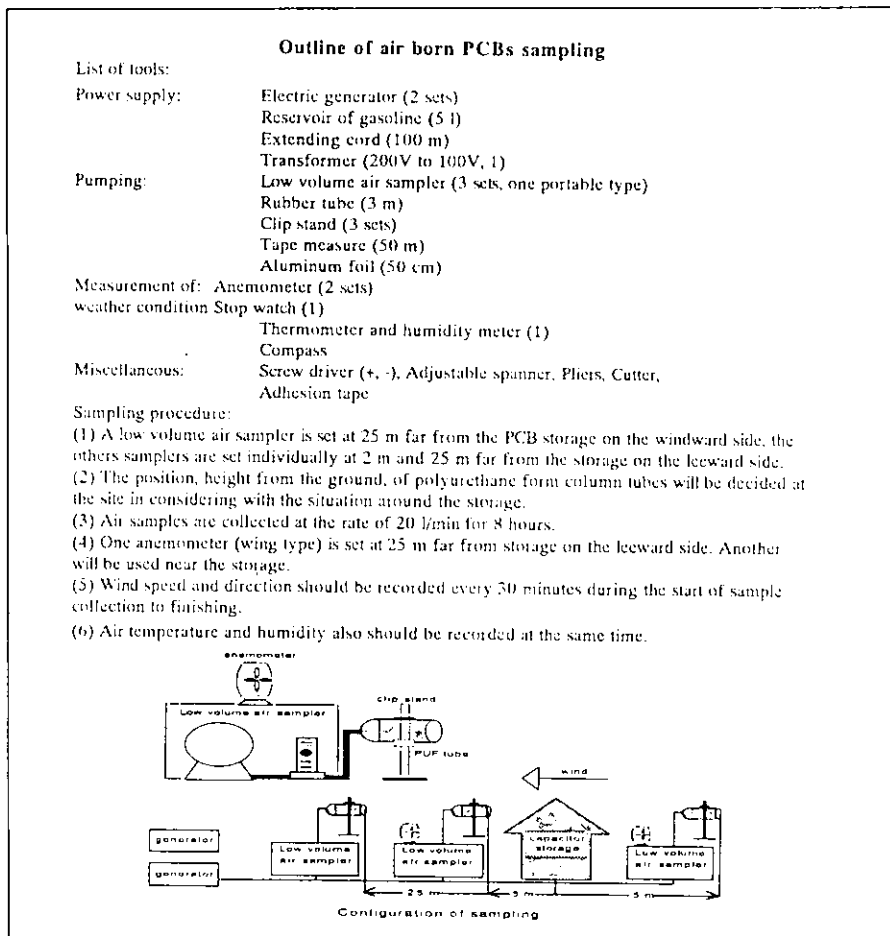 Outline of air born PCBs sampling
List of tools:
Power supply: Electric generator (2 sets)
Reservoir of gasoline (5 l)
Extending cord (100 m)
Transformer (200V to 100V, 1)
Pumping: Low volume air sampler (3 sets, one portable type)
Rubber tube (3 m)
Clip stand (3 sets)
Tape measure (50 m)
Aluminum foil (50 cm)
Measurement of: Anemometer (2 sets)
weather condition Stop watch (1)
Thermometer and humidity meter (1)
Compass
Miscellaneous: Screw driver (+, -), Adjustable spanner, Pliers, Cutter,
Adhesion tape
Sampling procedure:
(1) A low volume air sampler is set at 25 m far from the PCB storage on the windward side, the
others samplers are set individually at 2 m and 25 m far from the storage on the leeward side.
(2) The position, height from the ground, of polyurethane form column tubes will be decided at
the site in considering with the situation around the storage.
(3) Air samples are collected at the rate of 20 l/min for 8 hours.
(4) One anemometer (wing type) is set at 25 m far from storage on the leeward side. Another
will be used near the storage.
(5) Wind speed and direction should be recorded every 30 minutes during the start of sample
collection to finishing.
(6) Air temperature and humidity also should be recorded at the same time.
anemometer
clip stand
Low volume air sampler
PUF tube
wind
generator
generator
Low volume
air sampler
Low volume
air sampler
capacitor
storage
Low volume
air sampler
25 m
5 m
Configuration of sampling